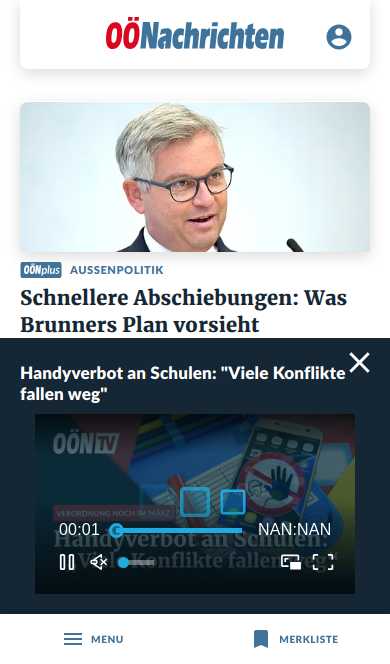 OÖNachrichten
OÖNplus AUSSENPOLITIK
Schnellere Abschiebungen: Was
Brunners Plan vorsieht
Handyverbot an Schulen: "Viele Konflikte
fallen weg"
OÖN TV
VERORDNUNG NOCH IM MÄRZ
00:01
NAN:NAN
Handyverbot an Schulen:
"Viele Konflikte fallen weg"
MENU
MERKLISTE